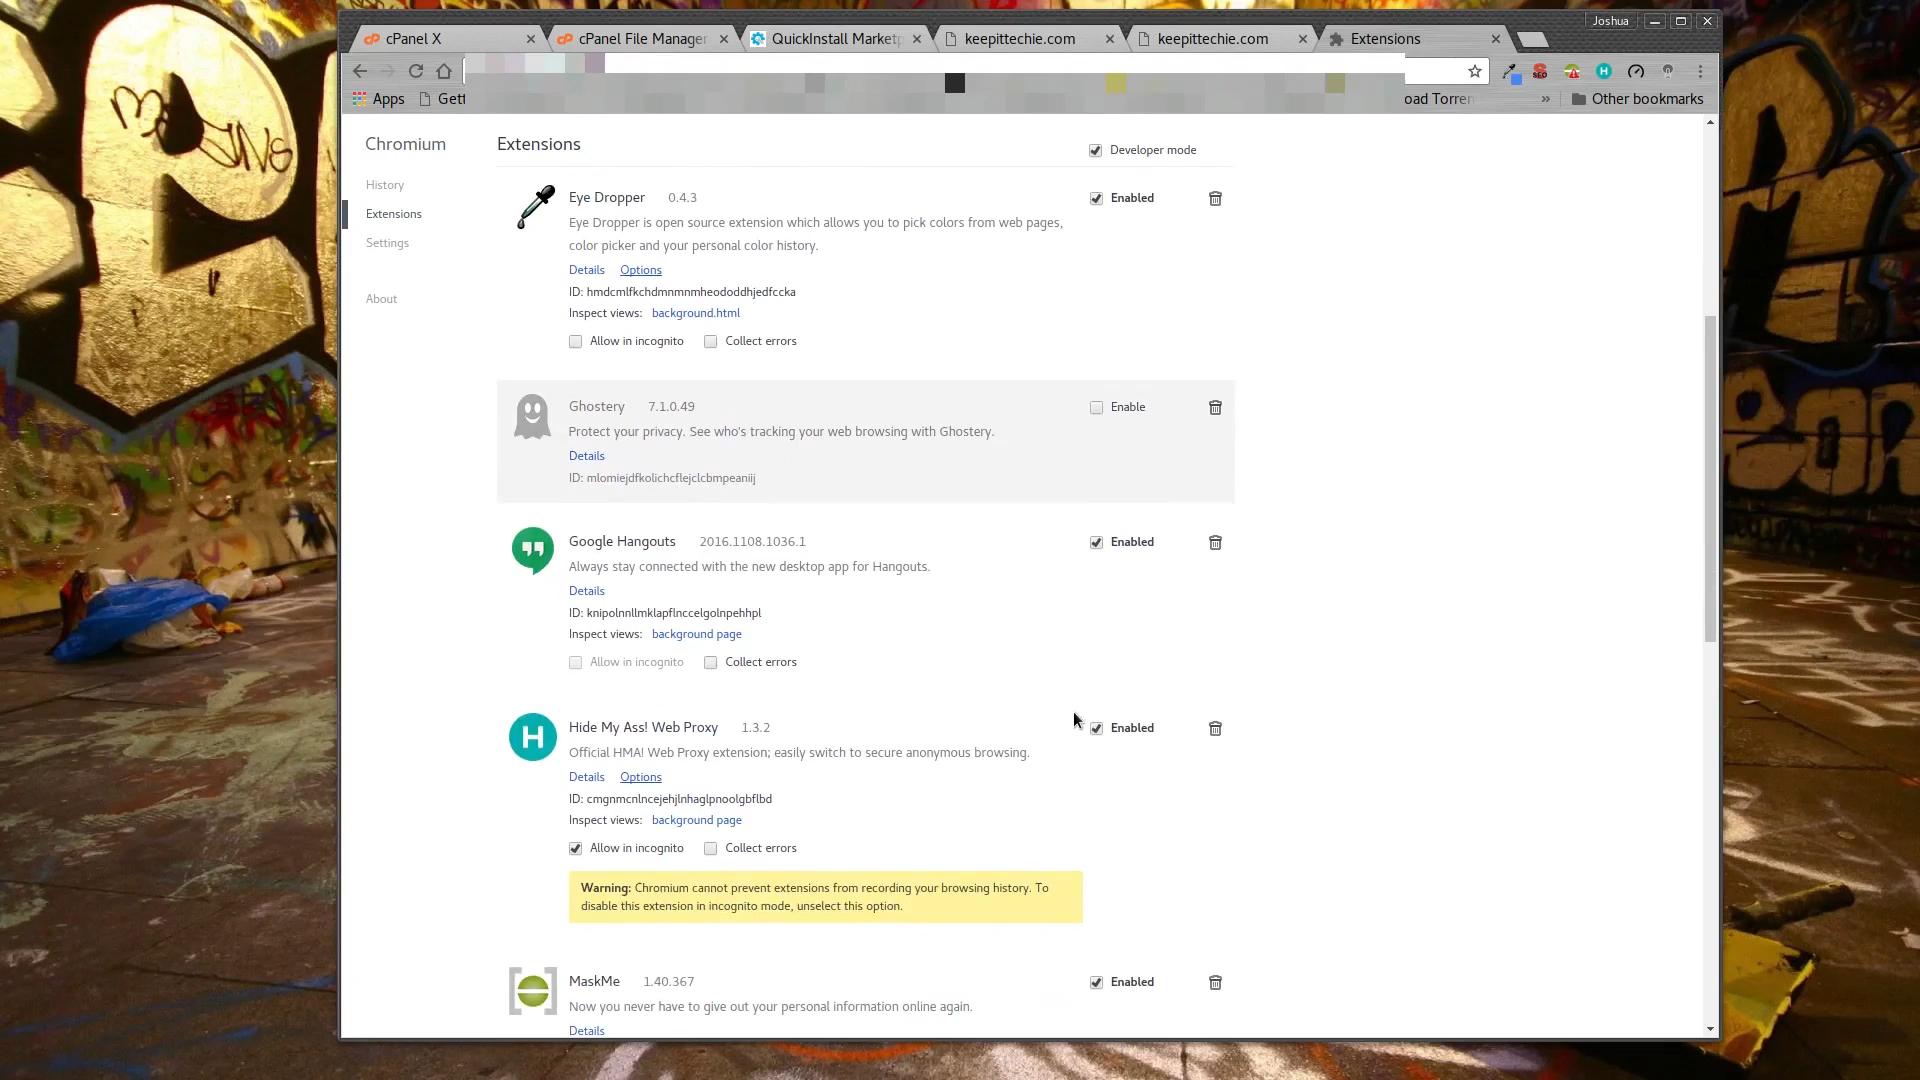 Joshua
cPanel X
cPanel File Manager
QuickInstall Marketp
keepittechie.com
keepittechie.com
Extensions
SEO
H
Apps
Gett
oad Torren
»
Other bookmarks
Chromium
History
Extensions
Settings
About
Extensions
Developer mode
Eye Dropper 0.4.3
Enabled
Eye Dropper is open source extension which allows you to pick colors from web pages,
color picker and your personal color history.
Details Options
ID: hmdcmlfkchdmnmnmheododdhjedfccka
Inspect views: background.html
Allow in incognito Collect errors
Ghostery 7.1.0.49
Enable
Protect your privacy. See who's tracking your web browsing with Ghostery.
Details
ID: mlomiejdfkolichcflejclcbmpeaniij
Google Hangouts 2016.1108.1036.1
Enabled
Always stay connected with the new desktop app for Hangouts.
Details
ID: knipolnnllmklapflnccelgolnpehhpl
Inspect views: background page
Allow in incognito Collect errors
H
Hide My Ass! Web Proxy 1.3.2
Enabled
Official HMA! Web Proxy extension; easily switch to secure anonymous browsing.
Details Options
ID: cmgnmcnlncejehjlnhaglpnoolgbflbd
Inspect views: background page
Allow in incognito Collect errors
Warning: Chromium cannot prevent extensions from recording your browsing history. To
disable this extension in incognito mode, unselect this option.
MaskMe 1.40.367
Enabled
Now you never have to give out your personal information online again.
Details